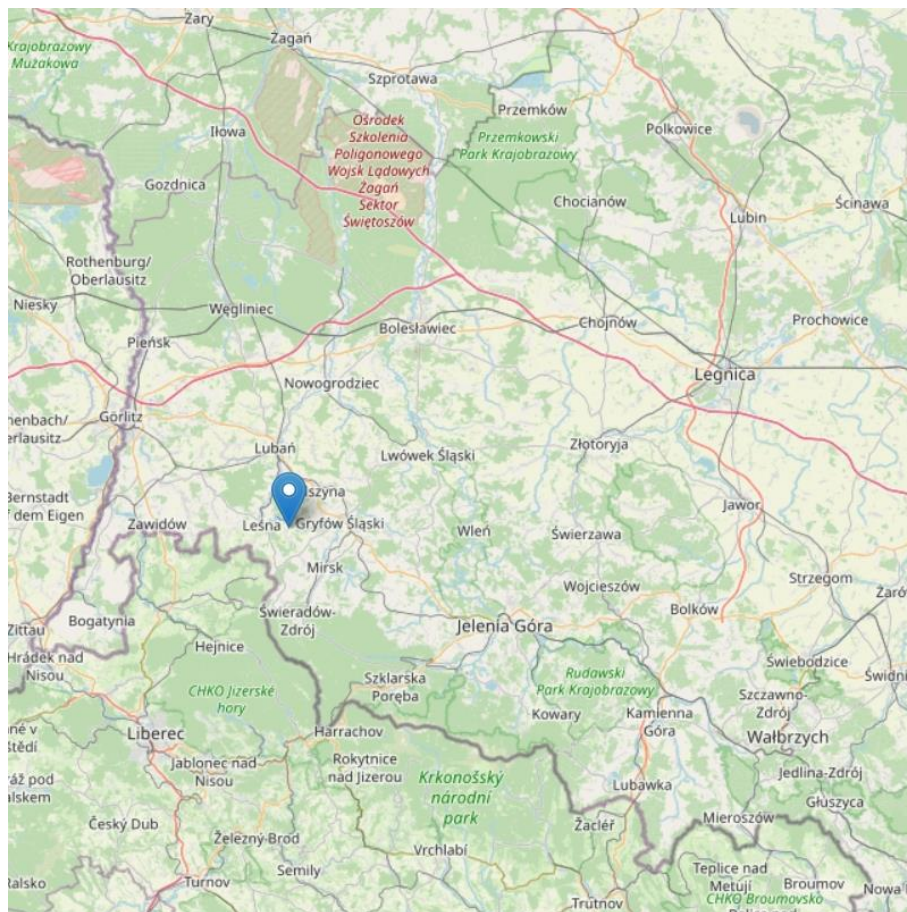 Żary
Żagań
Krajobrazowy
Mużakowa
Szprotawa
Przemków
Ośrodek
Szkolenia
Poligonowego
Wojsk Lądowych
Żagań
Sektor
Świętoszów
Iłowa
Przemkowski
Park Krajobrazowy
Polkowice
Gozdnica
Chocianów
Lubin
Ścinawa
Rothenburg/
Oberlausitz
Niesky
Węgliniec
Bolesławiec
Chojnów
Prochowice
Pieńsk
Nowogrodziec
Legnica
Görlitz
henbach/
erlausitz
Lubań
Lwówek Śląski
Złotoryja
szyna
Bernstadt
f dem Eigen
Zawidów
Leśna
Gryfów Śląski
Wleń
Świerzawa
Jawor
Mirsk
Wojcieszów
Strzegom
Żaró
Bogatynia
Świeradów-
Zdrój
Bolków
Zittau
Jelenia Góra
Hrádek nad
Nisou
Hejnice
Świebodzice
Świdni
CHKO Jizerské
hory
Szklarska
Poręba
Rudawski
Park Krajobrazowy
Szczawno-
Zdrój
Kowary
Kamienna
Góra
Liberec
Harrachov
Wałbrzych
ané v
štědí
Jablonec nad
Nisou
Rokytnice
nad Jizerou
Krkonošský
národní
park
Jedlina-Zdrój
ráž pod
alskem
Lubawka
Głuszyca
Český Dub
Železný Brod
Žacléř
Mieroszów
Vrchlabí
Semily
Ralsko
Turnov
Teplice nad
Metují
Broumov
Nowa
CHKO Broumovsko
Trutnov